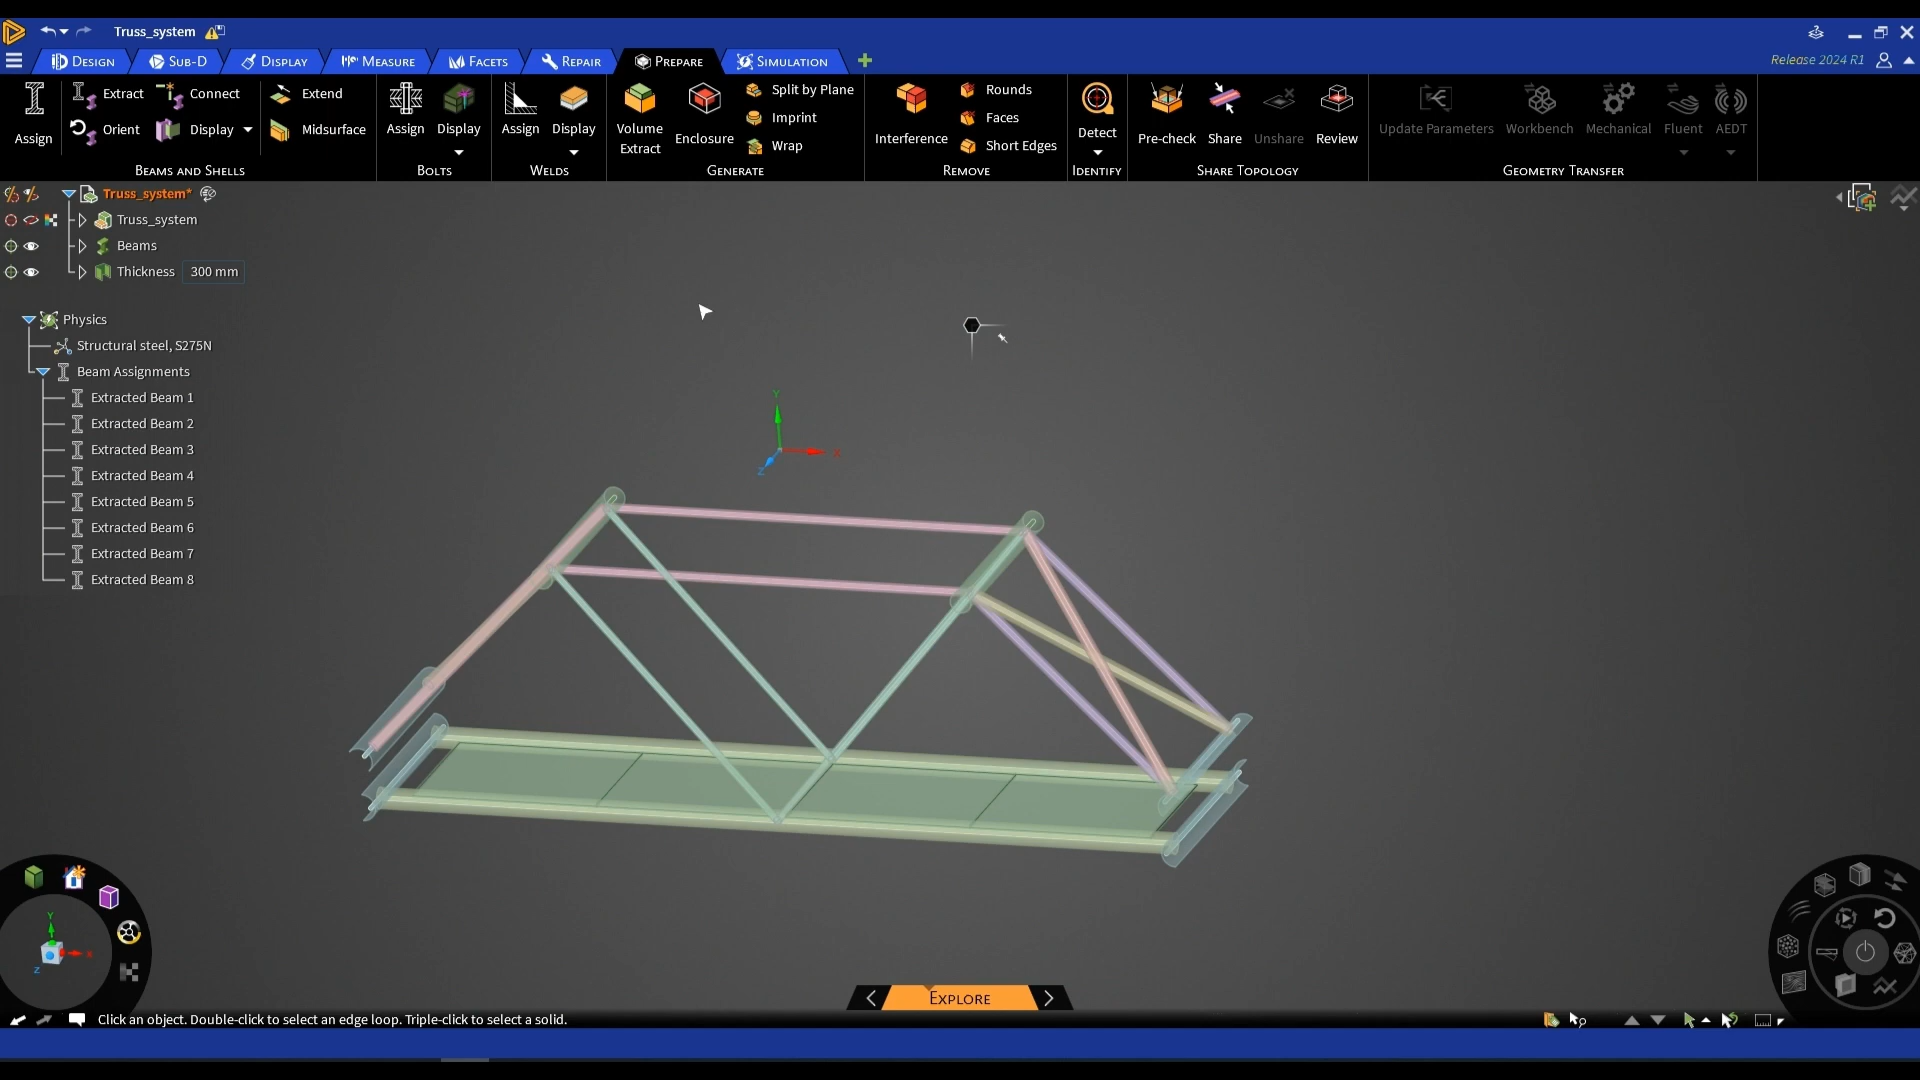 Truss_system
Design Sub-D Display Measure Facets Repair Prepare Simulation
Release 2024 R1
Assign Extract Orient Connect Display Extend Midsurface
Beams and Shells
Assign Display
Bolts
Assign Display
Welds
Volume Extract Enclosure Split by Plane Imprint Wrap
Generate
Interference Rounds Faces Short Edges
Remove
Detect
Identify
Pre-check Share Unshare Review
Share Topology
Update Parameters Workbench Mechanical Fluent AEDT
Geometry Transfer
Truss_system*
Truss_system
Beams
Thickness 300 mm
Physics
Structural steel, S275N
Beam Assignments
Extracted Beam 1
Extracted Beam 2
Extracted Beam 3
Extracted Beam 4
Extracted Beam 5
Extracted Beam 6
Extracted Beam 7
Extracted Beam 8
Y
X
Z
Y
X
Z
Explore
Click an object. Double-click to select an edge loop. Triple-click to select a solid.